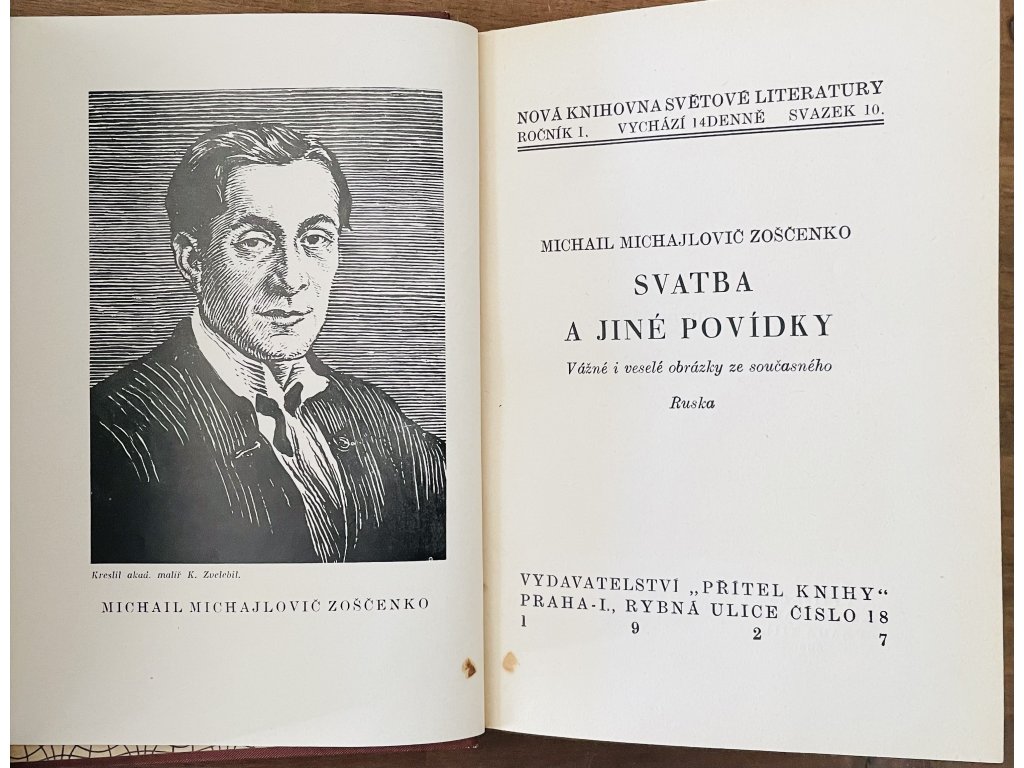 Kreslil akad. malíř K. Zvelebil.
MICHAIL MICHAJLOVIČ ZOŠČENKO
NOVÁ KNIHOVNA SVĚTOVÉ LITERATURY
ROČNÍK I. VYCHÁZÍ 14DENNĚ SVAZEK 10.
MICHAIL MICHAJLOVIČ ZOŠČENKO
SVATBA
A JINÉ POVÍDKY
Vážné i veselé obrázky ze současného
Ruska
VYDAVATELSTVÍ „PŘÍTEL KNIHY“
PRAHA-I., RYBNÁ ULICE ČÍSLO 18
1 9 2 7